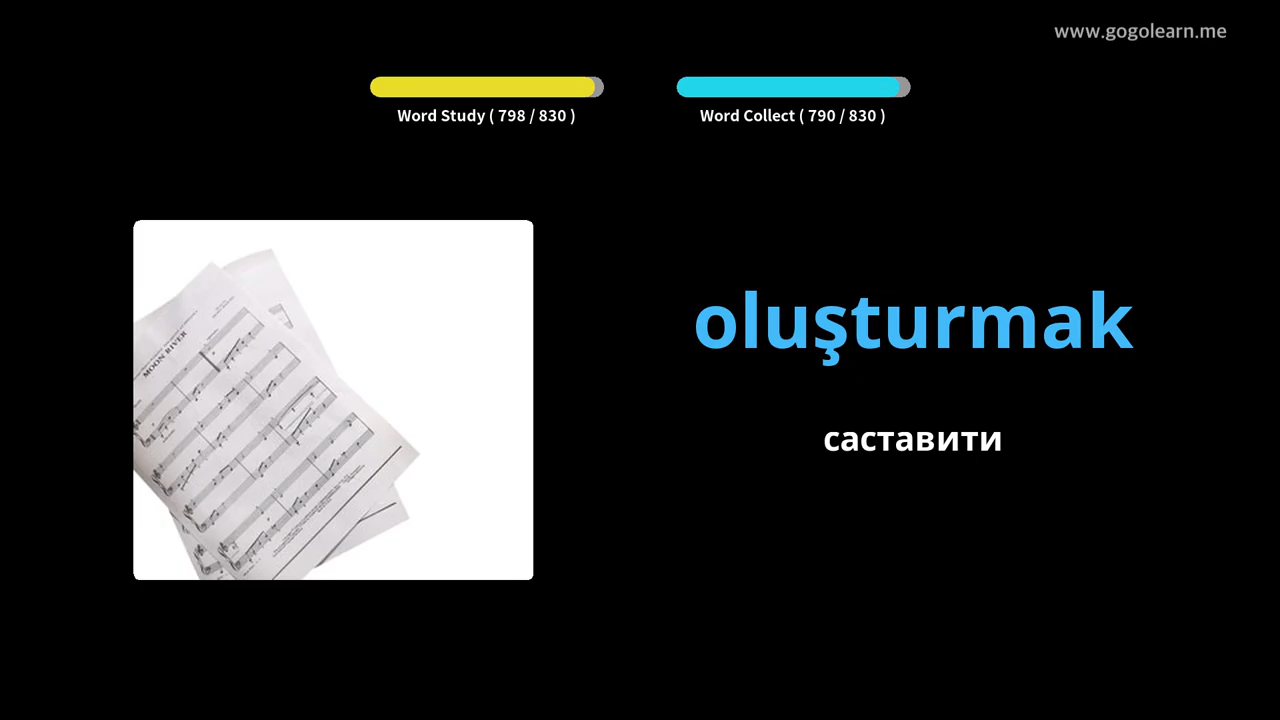 www.gogolearn.me
Word Study ( 798 / 830 )
Word Collect ( 790 / 830 )
MOON RIVER
oluşturmak
саставити